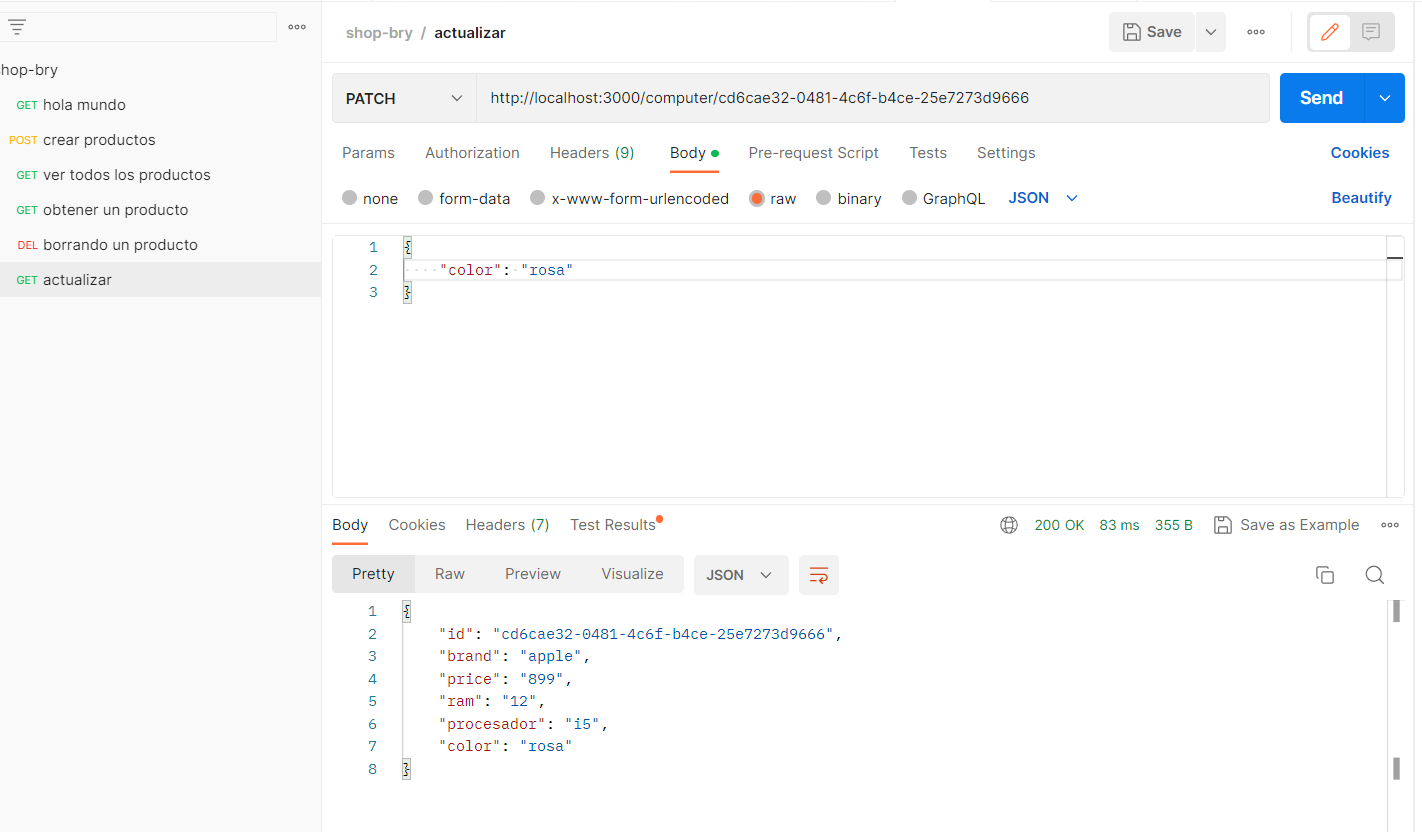 shop-bry / actualizar
Save
hop-bry
GET hola mundo
POST crear productos
GET ver todos los productos
GET obtener un producto
DEL borrando un producto
GET actualizar
PATCH
http://localhost:3000/computer/cd6cae32-0481-4c6f-b4ce-25e7273d9666
Send
Params Authorization Headers (9) Body Pre-request Script Tests Settings Cookies
none form-data x-www-form-urlencoded raw binary GraphQL JSON Beautify
1 {
2 "color": "rosa"
3 }
Body Cookies Headers (7) Test Results 200 OK 83 ms 355 B Save as Example
Pretty Raw Preview Visualize JSON
1 {
2 "id": "cd6cae32-0481-4c6f-b4ce-25e7273d9666",
3 "brand": "apple",
4 "price": "899",
5 "ram": "12",
6 "procesador": "i5",
7 "color": "rosa"
8 }